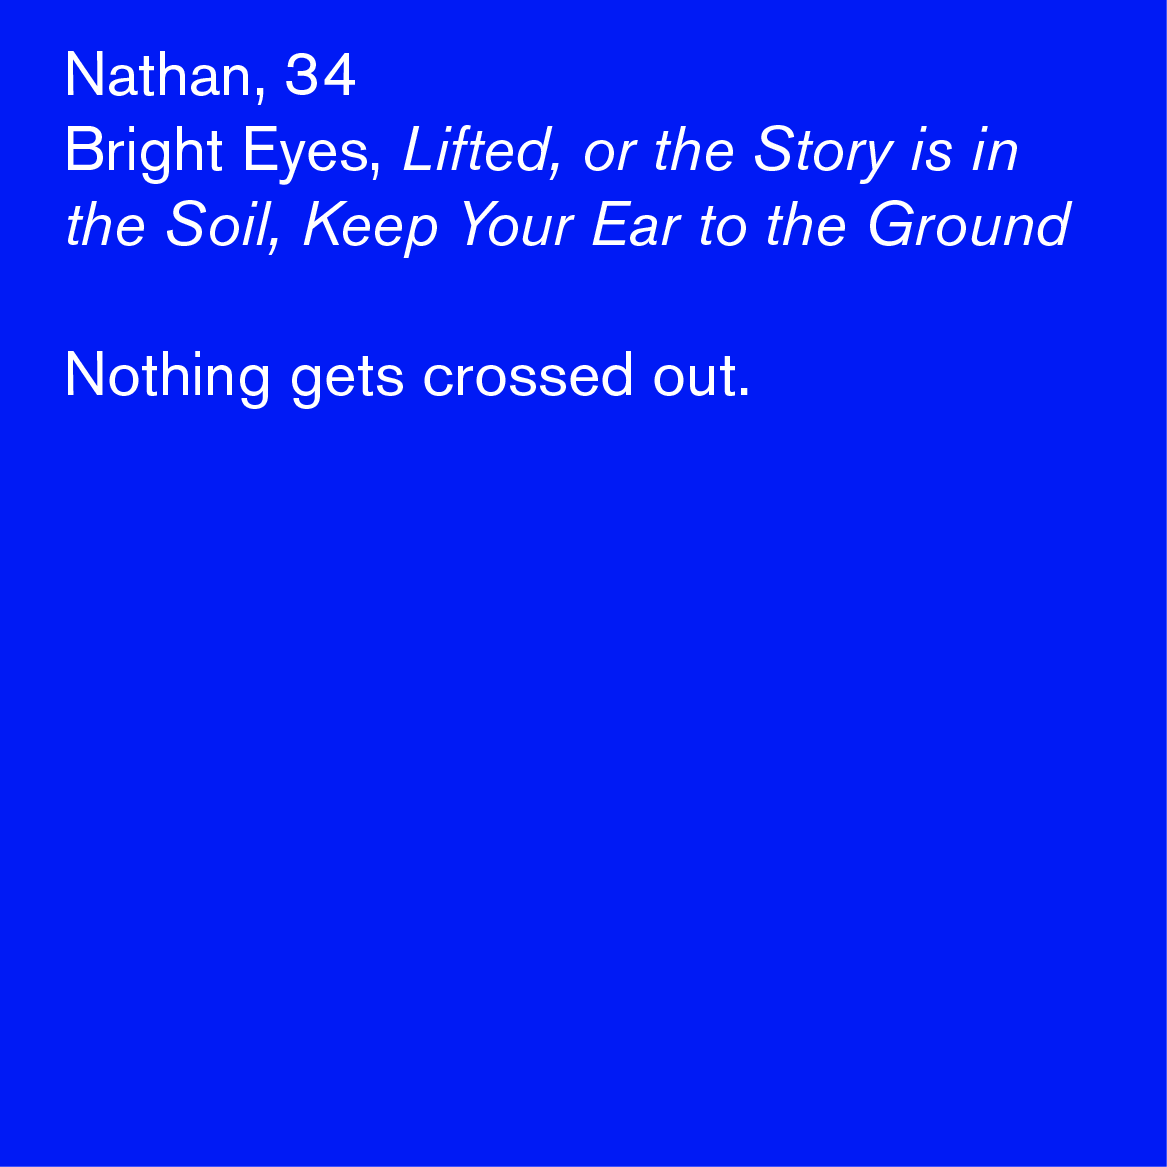 Nathan, 34
Bright Eyes, Lifted, or the Story is in
the Soil, Keep Your Ear to the Ground
Nothing gets crossed out.